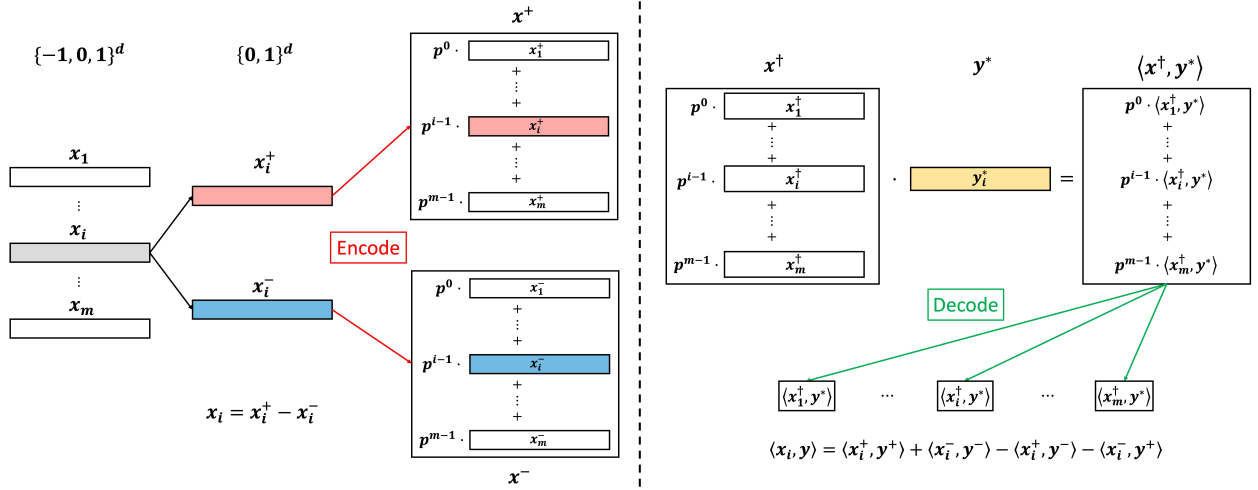 {−1, 0, 1}^d
{0, 1}^d
x_1
⋮
x_i
⋮
x_m
x_i^+
x_i^−
x_i = x_i^+ − x_i^−
Encode
x^+
p^0 · x_1^+
+
⋮
+
p^{i−1} · x_i^+
+
⋮
+
p^{m−1} · x_m^+
p^0 · x_1^−
+
⋮
+
p^{i−1} · x_i^−
+
⋮
+
p^{m−1} · x_m^−
x^−
x^†
y^*
⟨x^†, y^*⟩
p^0 · x_1^†
+
⋮
+
p^{i−1} · x_i^†
+
⋮
+
p^{m−1} · x_m^†
· y_i^* =
p^0 · ⟨x_1^†, y^*⟩
+
⋮
+
p^{i−1} · ⟨x_i^†, y^*⟩
+
⋮
+
p^{m−1} · ⟨x_m^†, y^*⟩
Decode
⟨x_1^†, y^*⟩ ⋯ ⟨x_i^†, y^*⟩ ⋯ ⟨x_m^†, y^*⟩
⟨x_i, y⟩ = ⟨x_i^+, y^+⟩ + ⟨x_i^−, y^−⟩ − ⟨x_i^+, y^−⟩ − ⟨x_i^−, y^+⟩